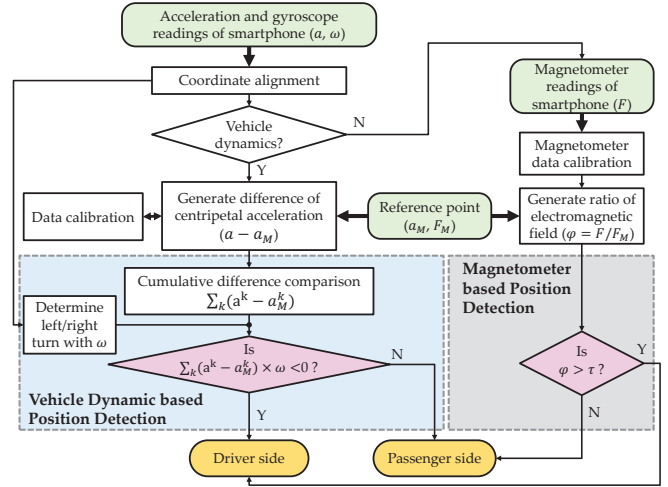 Acceleration and gyroscope
readings of smartphone (a, ω)
Coordinate alignment
N
Magnetometer
readings of
smartphone (F)
Vehicle
dynamics?
Magnetometer
data calibration
Y
Data calibration
Generate difference of
centripetal acceleration
(a − a_M)
Reference point
(a_M, F_M)
Generate ratio of
electromagnetic
field (φ = F/F_M)
Cumulative difference comparison
∑_k(a^k − a_M^k)
Magnetometer
based Position
Detection
Determine
left/right
turn with ω
Is
∑_k(a^k − a_M^k) × ω <0 ?
N
Is
φ > τ ?
Y
Vehicle Dynamic based
Position Detection
Y
N
Driver side
Passenger side